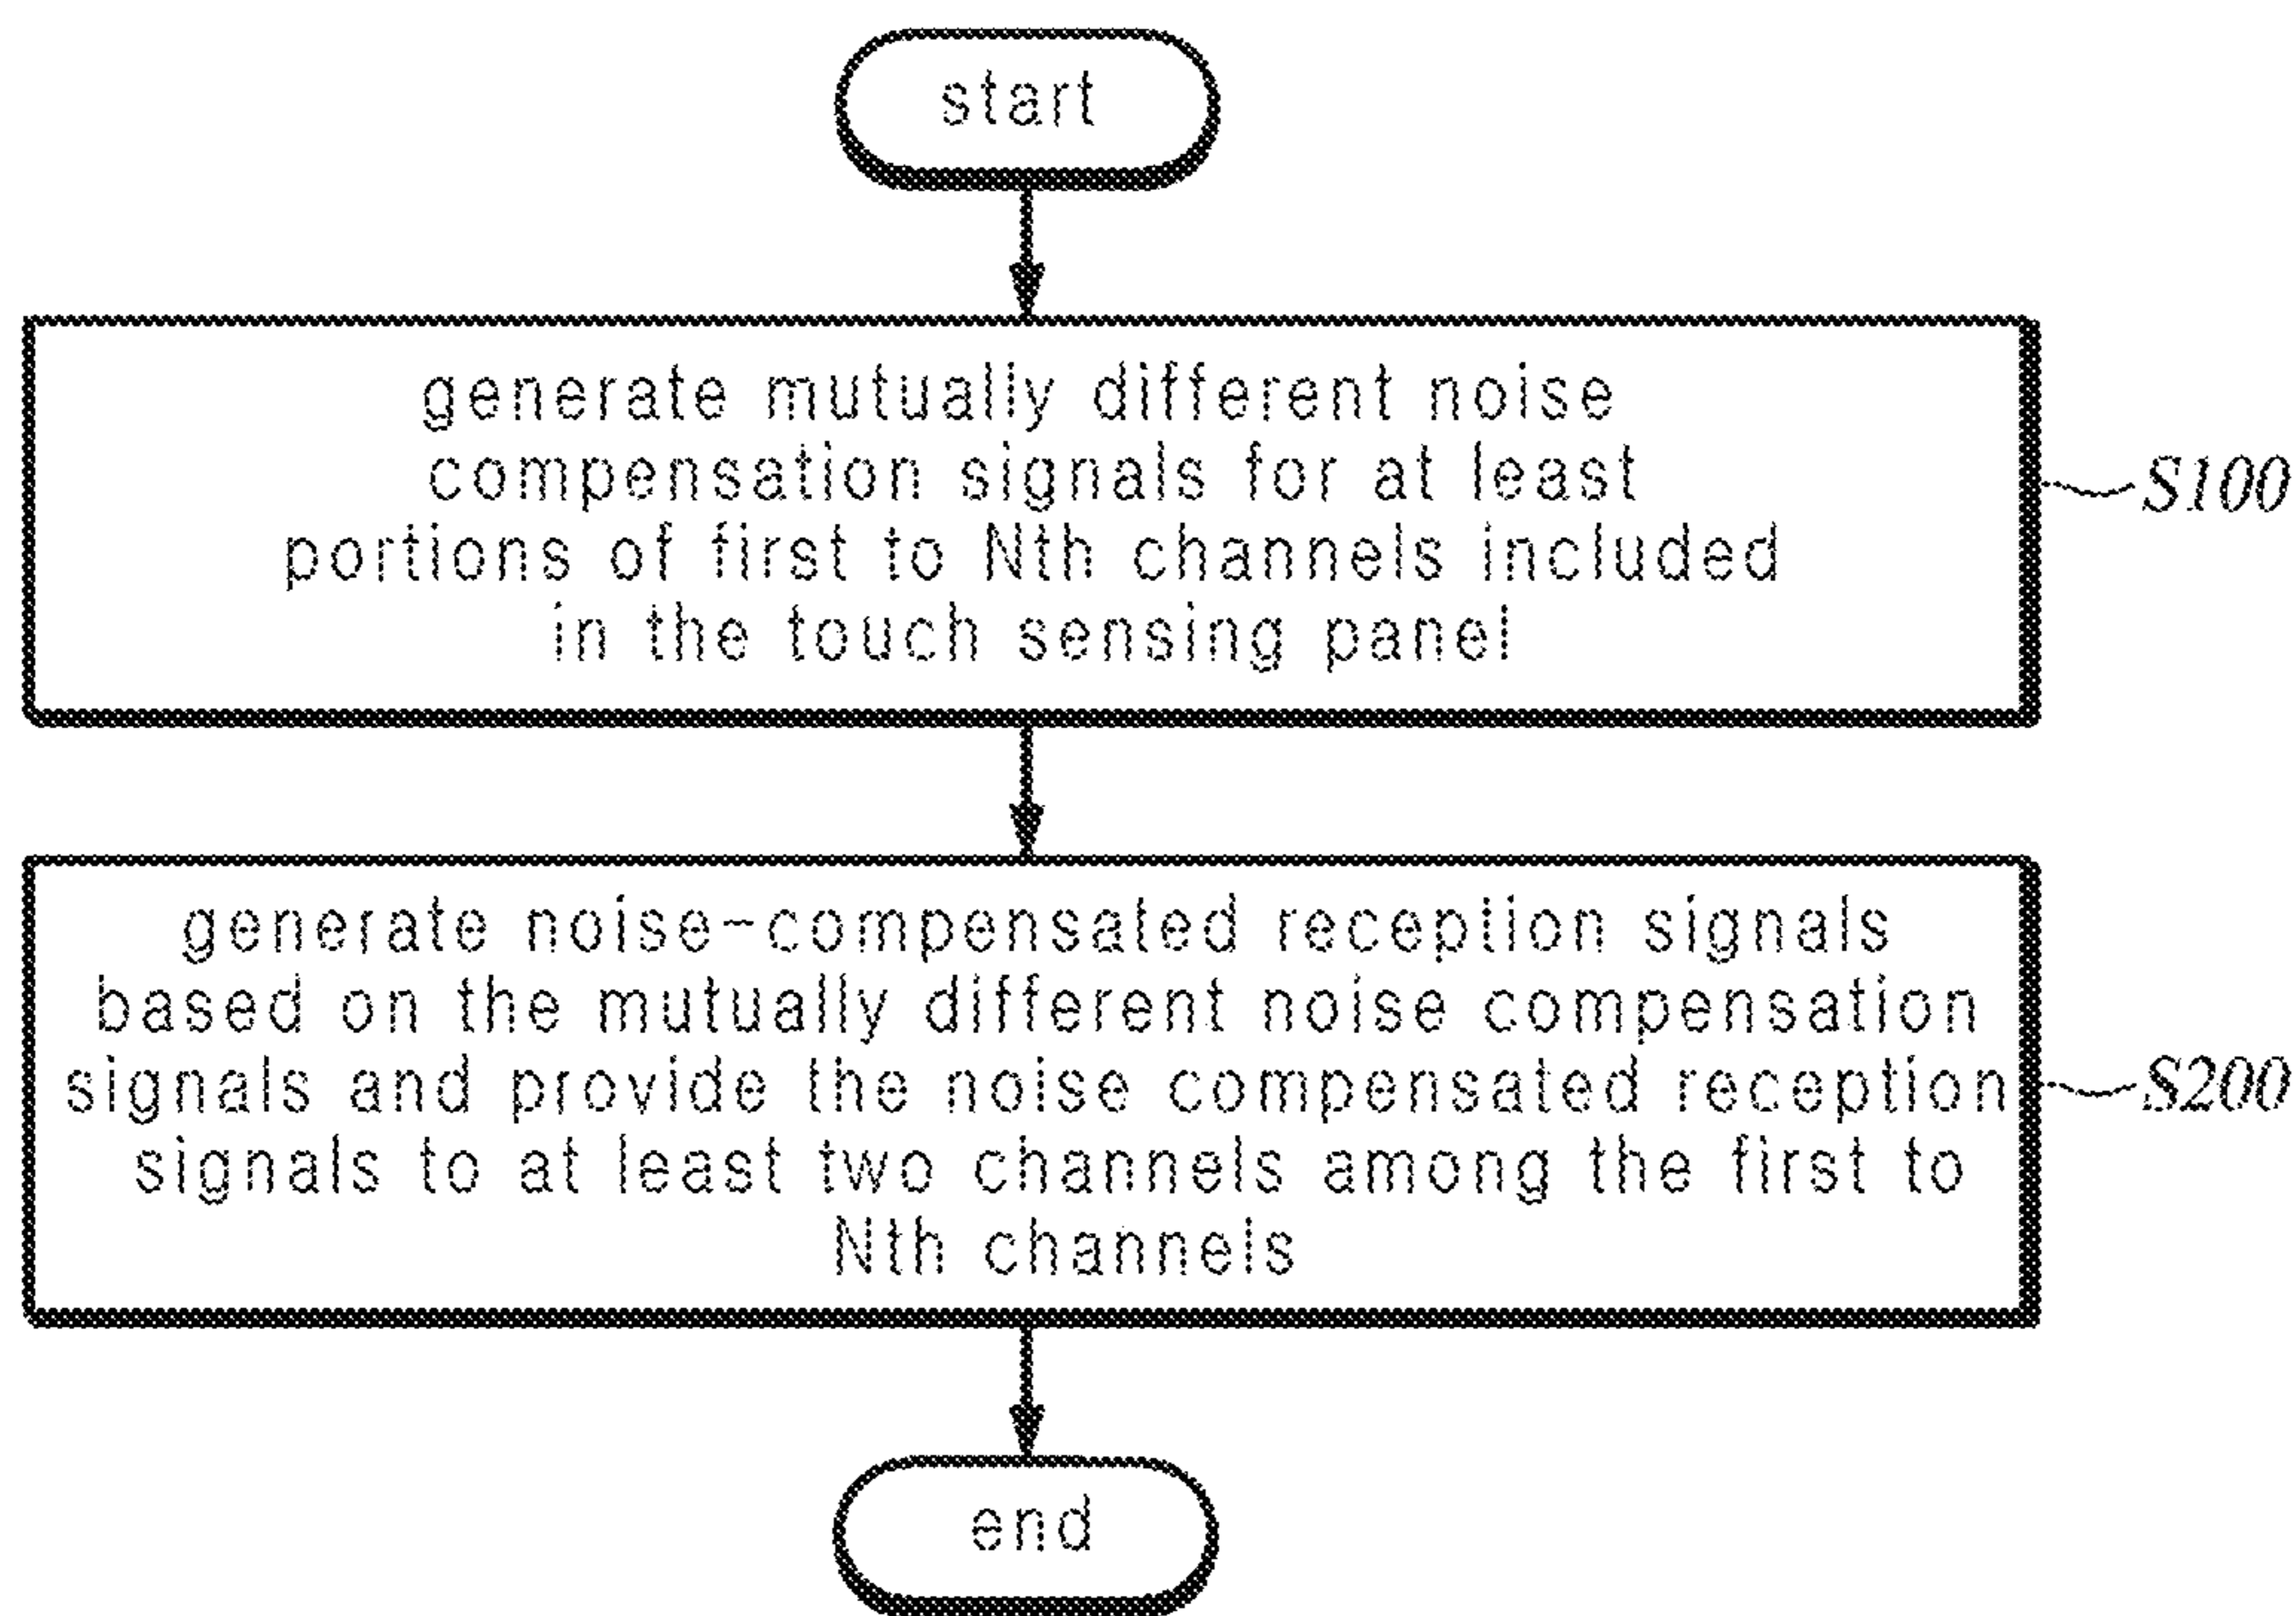 start
generate mutually different noise
compensation signals for at least
portions of first to Nth channels included
in the touch sensing panel
S100
generate noise-compensated reception signals
based on the mutually different noise compensation
signals and provide the noise compensated reception
signals to at least two channels among the first to
Nth channels
S200
end